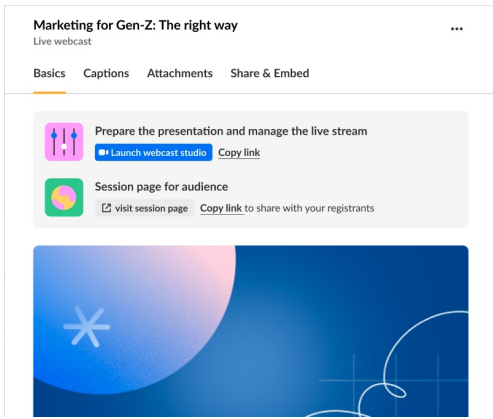 Marketing for Gen-Z: The right way
Live webcast
Basics Captions Attachments Share & Embed
Prepare the presentation and manage the live stream
Launch webcast studio Copy link
Session page for audience
visit session page Copy link to share with your registrants